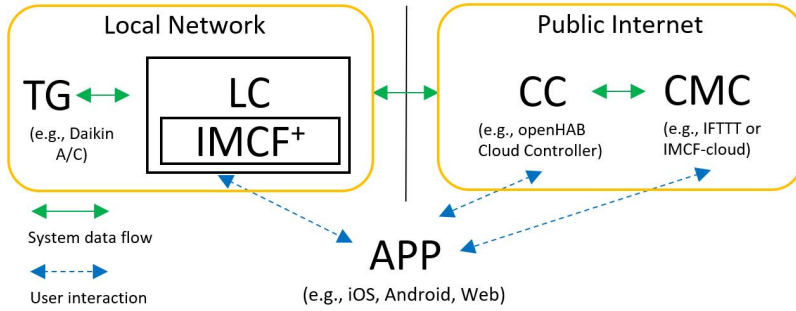 Local Network
Public Internet
TG
(e.g., Daikin
A/C)
LC
IMCF+
CC
(e.g., openHAB
Cloud Controller)
CMC
(e.g., IFTTT or
IMCF-cloud)
System data flow
User interaction
APP
(e.g., iOS, Android, Web)